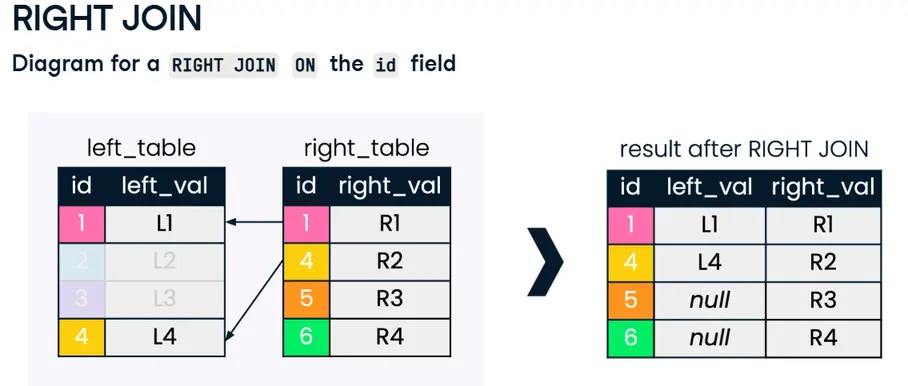 RIGHT JOIN
Diagram for a RIGHT JOIN ON the id field
left_table right_table result after RIGHT JOIN
id left_val id right_val id left_val right_val
1 L1 1 R1 1 L1 R1
2 L2 4 R2 4 L4 R2
3 L3 5 R3 5 null R3
4 L4 6 R4 6 null R4